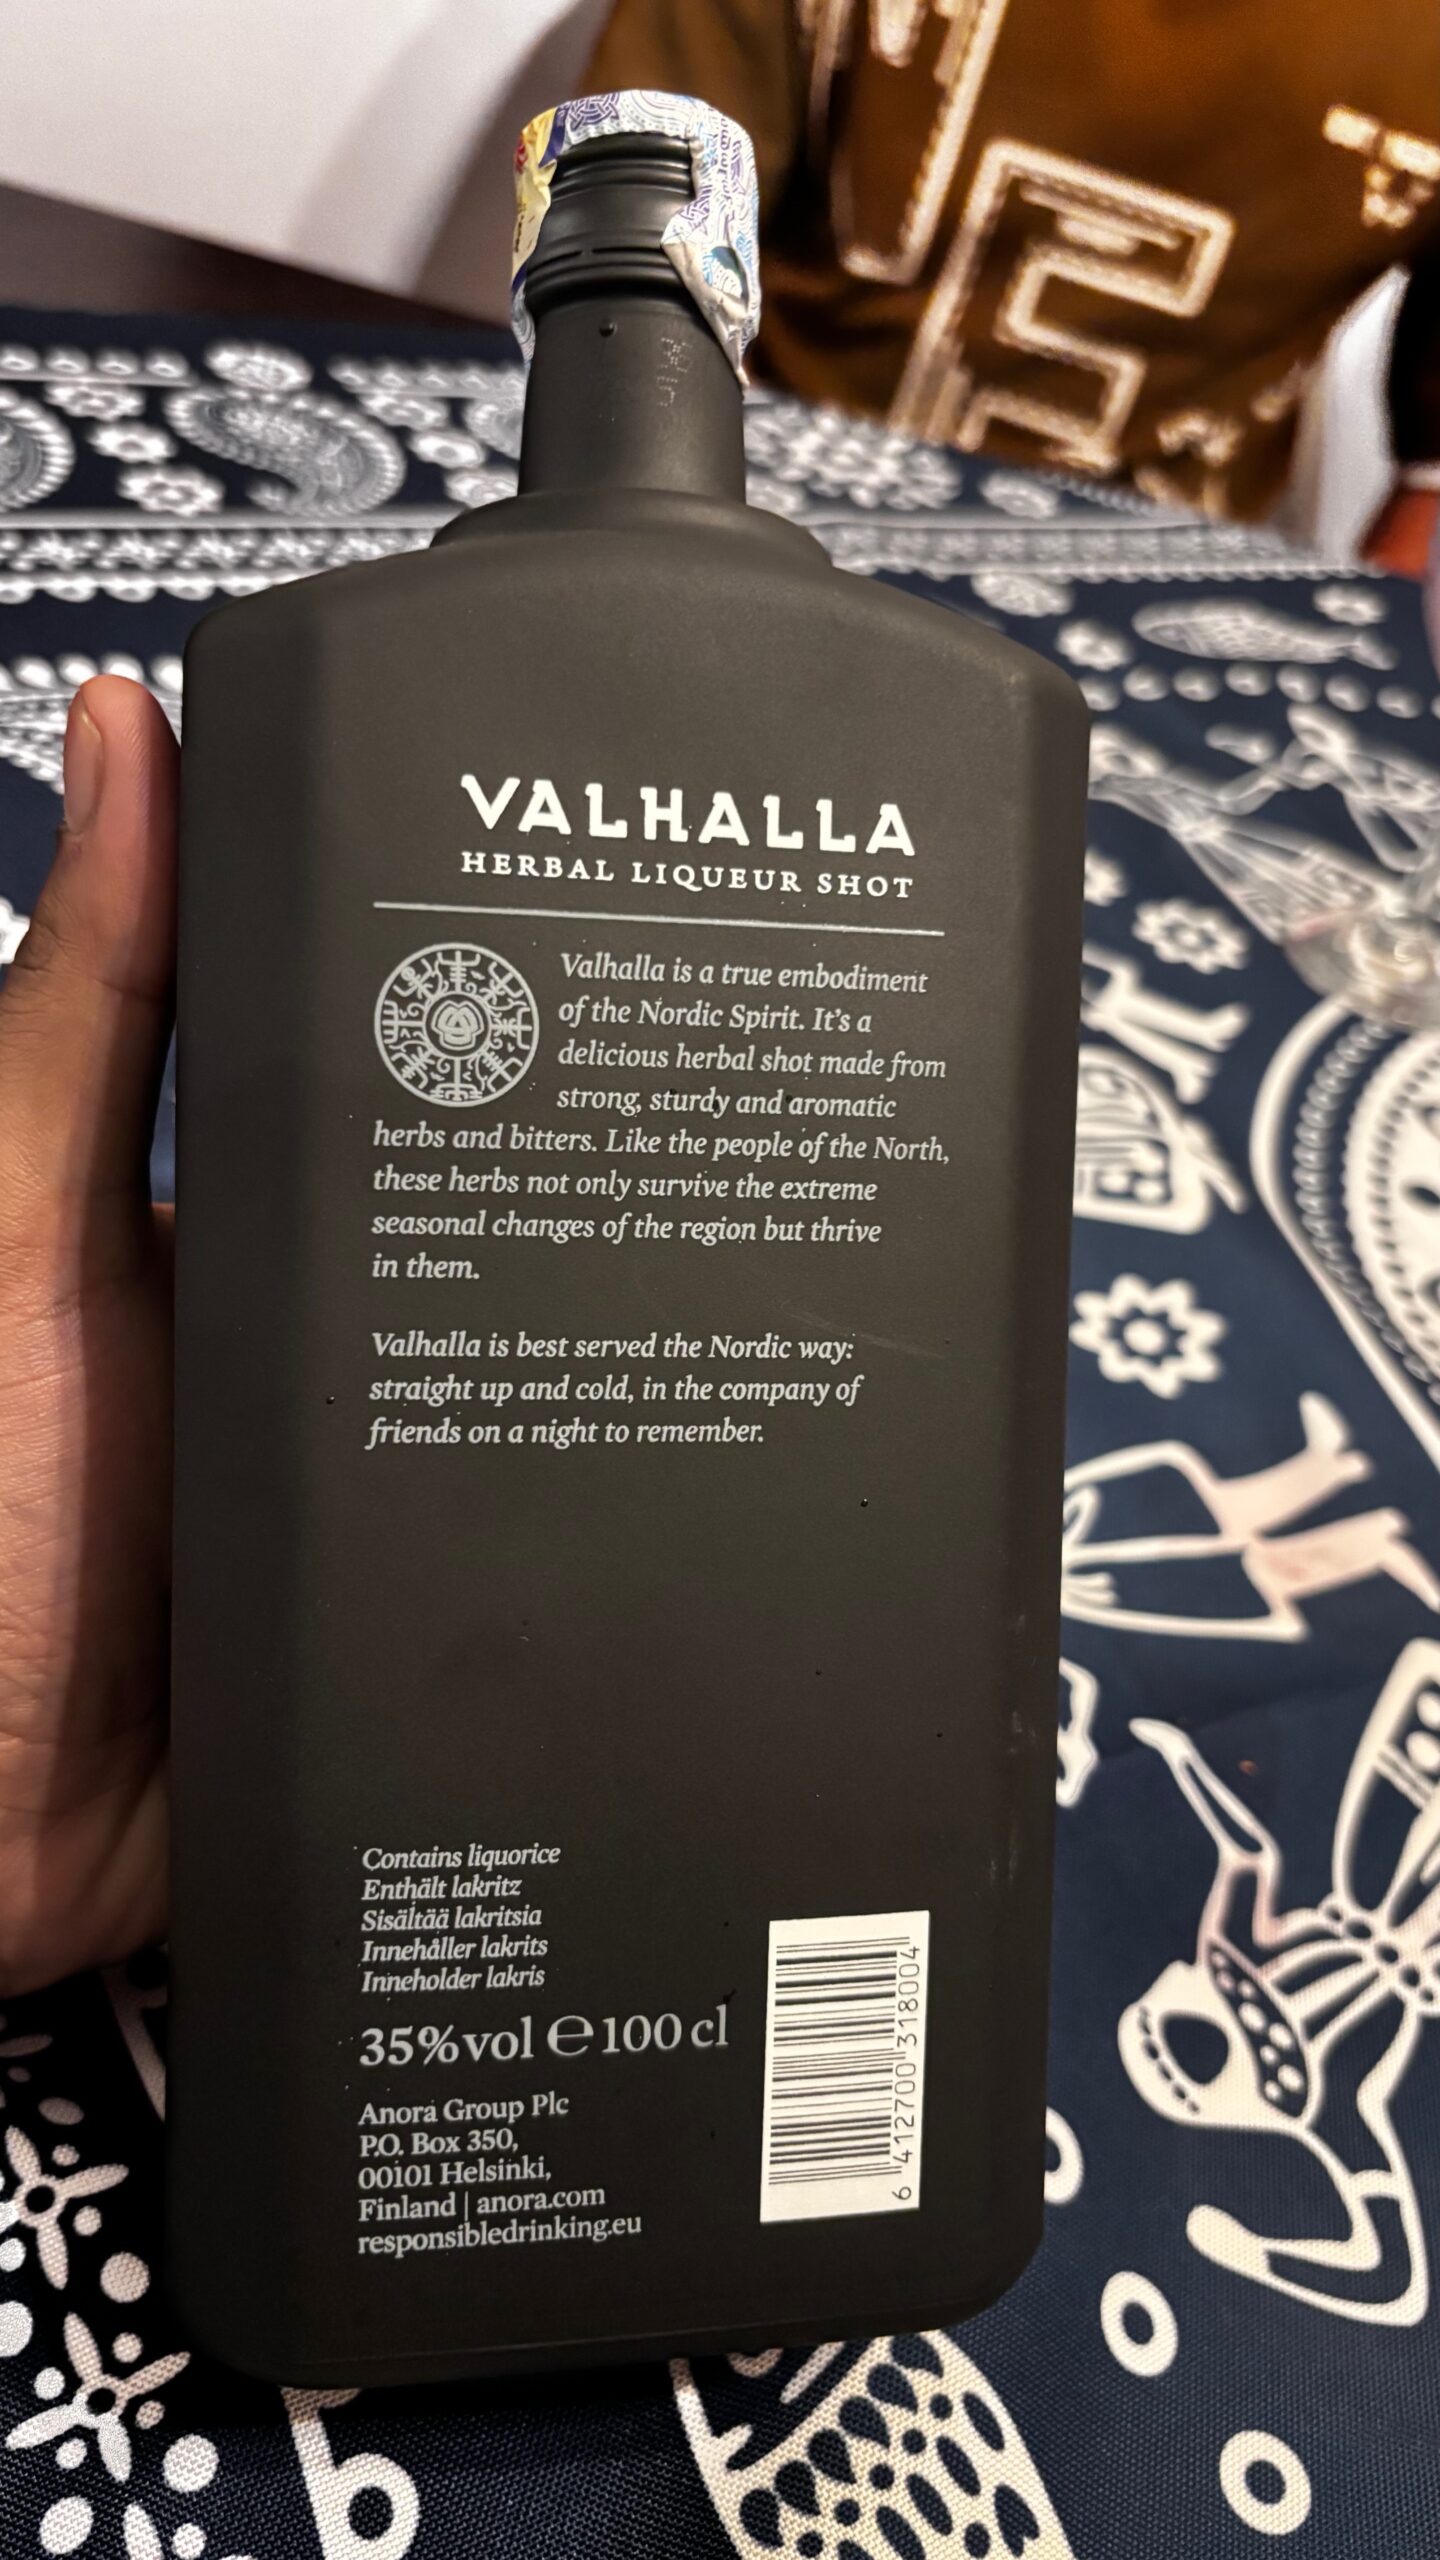 VALHALLA
HERBAL LIQUEUR SHOT
Valhalla is a true embodiment
of the Nordic Spirit. It's a
delicious herbal shot made from
strong, sturdy and aromatic
herbs and bitters. Like the people of the North,
these herbs not only survive the extreme
seasonal changes of the region but thrive
in them.
Valhalla is best served the Nordic way:
straight up and cold, in the company of
friends on a night to remember.
Contains liquorice
Enthält lakritz
Sisältää lakritsia
Innehåller lakrits
Inneholder lakris
35%vol ℮ 100 cl
Anora Group Plc
P.O. Box 350,
00101 Helsinki,
Finland | anora.com
responsibledrinking.eu
6 412700 318004